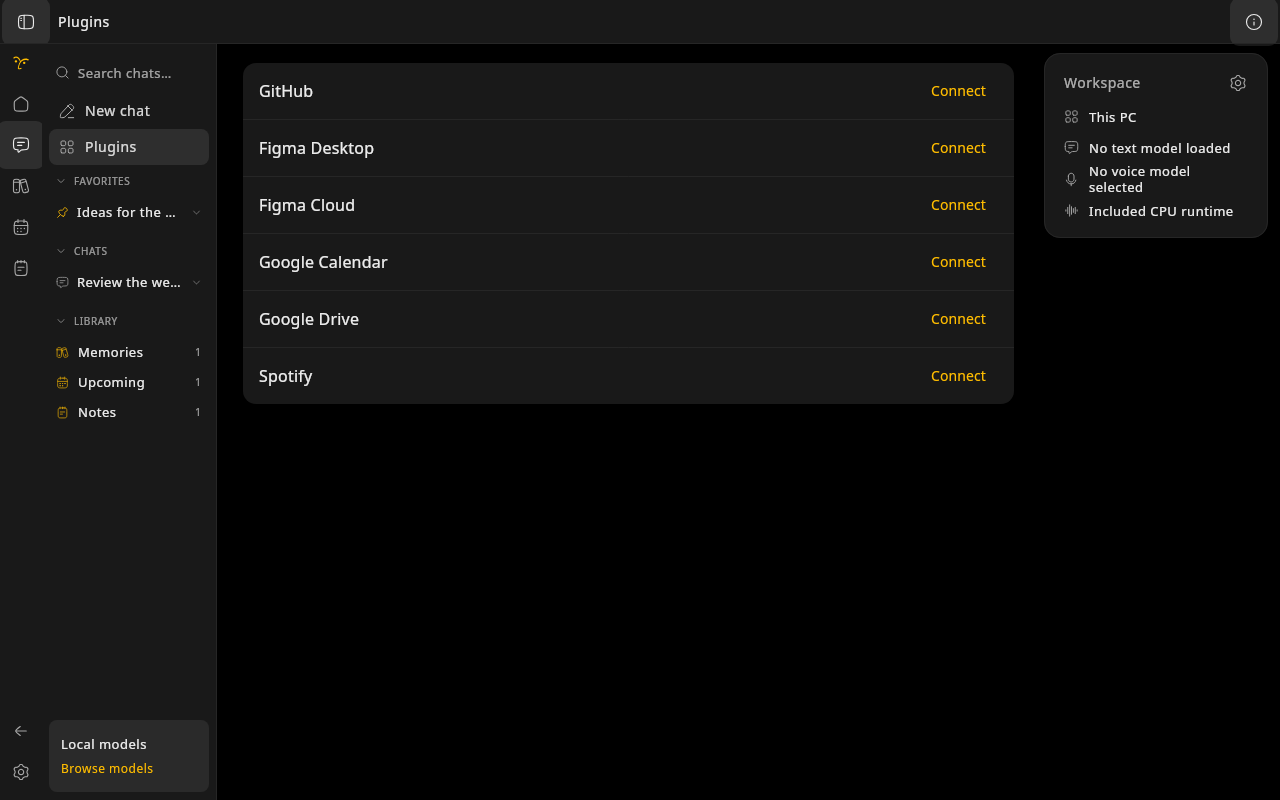 Plugins
Search chats...
New chat
Plugins
FAVORITES
Ideas for the ...
CHATS
Review the we...
LIBRARY
Memories 1
Upcoming 1
Notes 1
Local models
Browse models
GitHub Connect
Figma Desktop Connect
Figma Cloud Connect
Google Calendar Connect
Google Drive Connect
Spotify Connect
Workspace
This PC
No text model loaded
No voice model
selected
Included CPU runtime